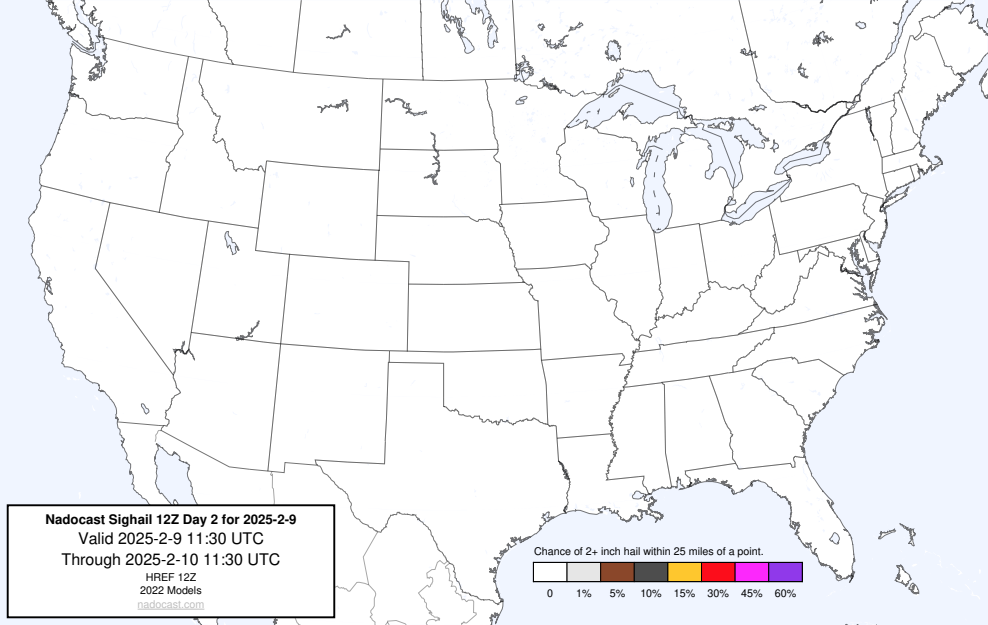 Nadocast Sighail 12Z Day 2 for 2025-2-9
Valid 2025-2-9 11:30 UTC
Through 2025-2-10 11:30 UTC
HREF 12Z
2022 Models
nadocast.com
Chance of 2+ inch hail within 25 miles of a point.
0 1% 5% 10% 15% 30% 45% 60%